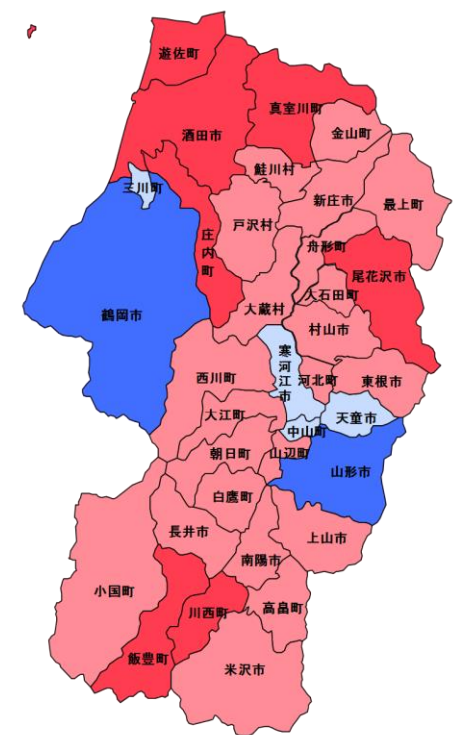 遊佐町
真室川町
酒田市
金山町
鮭川村
三川町
新庄市
最上町
戸沢村
庄内町
舟形町
尾花沢市
大石田町
大蔵村
鶴岡市
村山市
寒河江市
西川町
河北町
東根市
大江町
天童市
中山町
朝日町
山辺町
山形市
白鷹町
長井市
上山市
南陽市
小国町
高畠町
川西町
飯豊町
米沢市